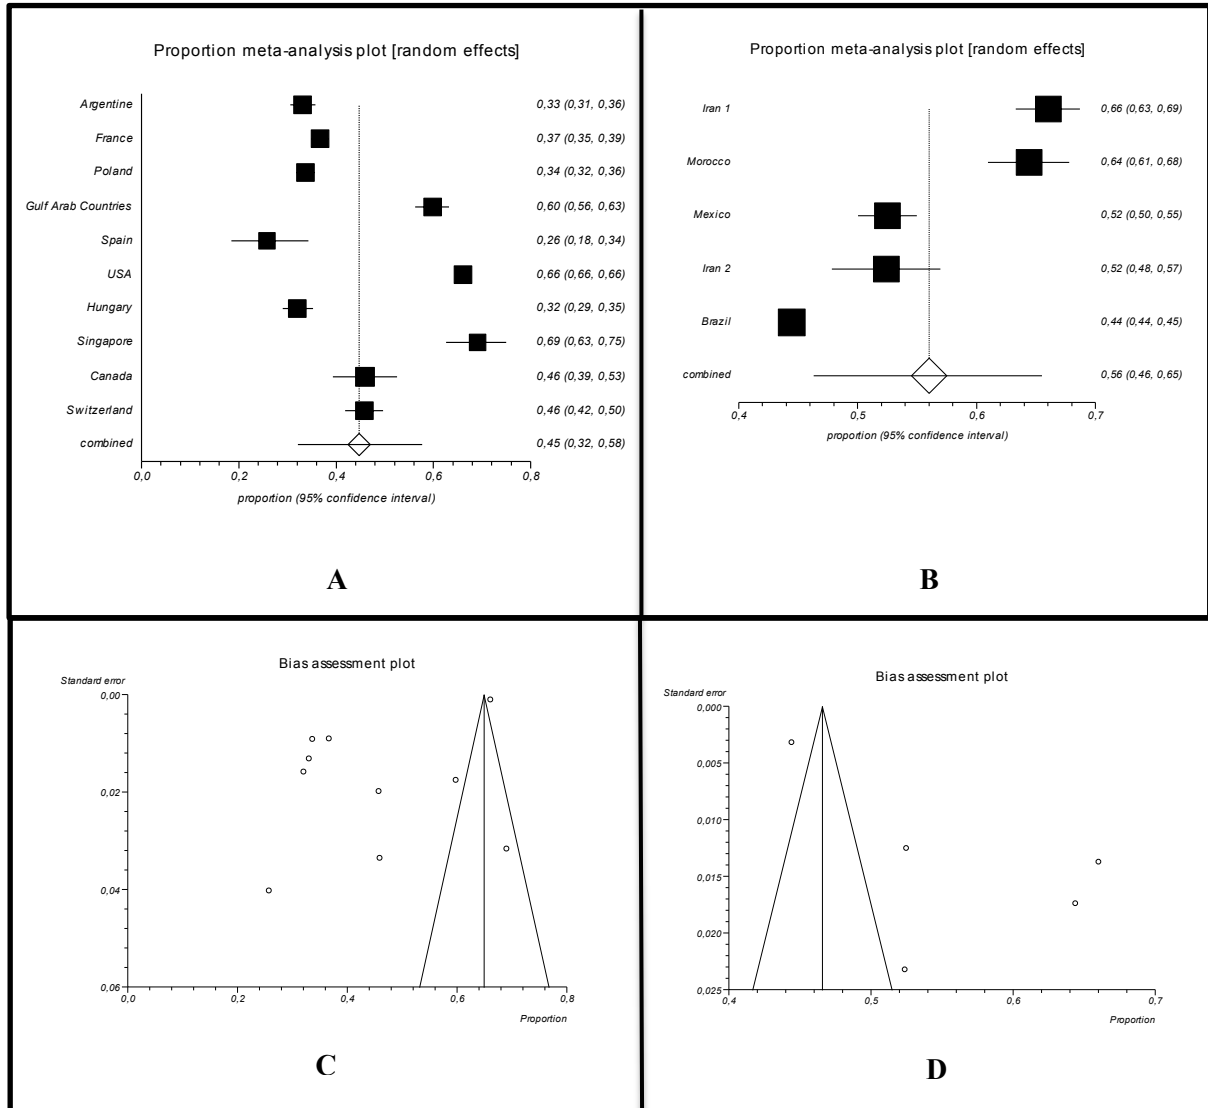 Proportion meta-analysis plot [random effects]
Argentine 0,33 (0,31, 0,36)
France 0,37 (0,35, 0,39)
Poland 0,34 (0,32, 0,36)
Gulf Arab Countries 0,60 (0,56, 0,63)
Spain 0,26 (0,18, 0,34)
USA 0,66 (0,66, 0,66)
Hungary 0,32 (0,29, 0,35)
Singapore 0,69 (0,63, 0,75)
Canada 0,46 (0,39, 0,53)
Switzerland 0,46 (0,42, 0,50)
combined 0,45 (0,32, 0,58)
0,0 0,2 0,4 0,6 0,8
proportion (95% confidence interval)
A
Proportion meta-analysis plot [random effects]
Iran 1 0,66 (0,63, 0,69)
Morocco 0,64 (0,61, 0,68)
Mexico 0,52 (0,50, 0,55)
Iran 2 0,52 (0,48, 0,57)
Brazil 0,44 (0,44, 0,45)
combined 0,56 (0,46, 0,65)
0,4 0,5 0,6 0,7
proportion (95% confidence interval)
B
Bias assessment plot
Standard error
0,00
0,02
0,04
0,06
0,0 0,2 0,4 0,6 0,8
Proportion
C
Bias assessment plot
Standard error
0,000
0,005
0,010
0,015
0,020
0,025
0,4 0,5 0,6 0,7
Proportion
D